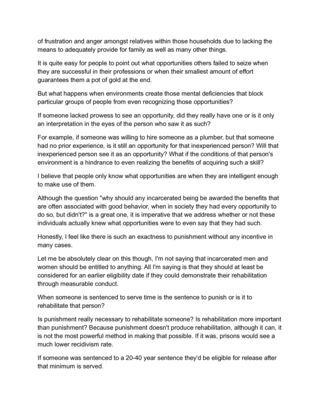 of frustration and anger amongst relatives within those households due to lacking the
means to adequately provide for family as well as many other things.
It is quite easy for people to point out what opportunities others failed to seize when
they are successful in their professions or when their smallest amount of effort
guarantees them a pot of gold at the end.
But what happens when environments create those mental deficiencies that block
particular groups of people from even recognizing those opportunities?
If someone lacked prowess to see an opportunity, did they really have one or is it only
an interpretation in the eyes of the person who saw it as such?
For example, if someone was willing to hire someone as a plumber, but that someone
had no prior experience, is it still an opportunity for that inexperienced person? Will that
inexperienced person see it as an opportunity? What if the conditions of that person's
environment is a hindrance to even realizing the benefits of acquiring such a skill?
I believe that people only know what opportunities are when they are intelligent enough
to make use of them.
Although the question "why should any incarcerated being be awarded the benefits that
are often associated with good behavior, when in society they had every opportunity to
do so, but didn't?" is a great one, it is imperative that we address whether or not these
individuals actually knew what opportunities were to even say that they had such.
Honestly, I feel like there is such an exactness to punishment without any incentive in
many cases.
Let me be absolutely clear on this though, I'm not saying that incarcerated men and
women should be entitled to anything. All I'm saying is that they should at least be
considered for an earlier eligibility date if they could demonstrate their rehabilitation
through measurable conduct.
When someone is sentenced to serve time is the sentence to punish or is it to
rehabilitate that person?
Is punishment really necessary to rehabilitate someone? Is rehabilitation more important
than punishment? Because punishment doesn't produce rehabilitation, although it can, it
is not the most powerful method in making that possible. If it was, prisons would see a
much lower recidivism rate.
If someone was sentenced to a 20-40 year sentence they'd be eligible for release after
that minimum is served.